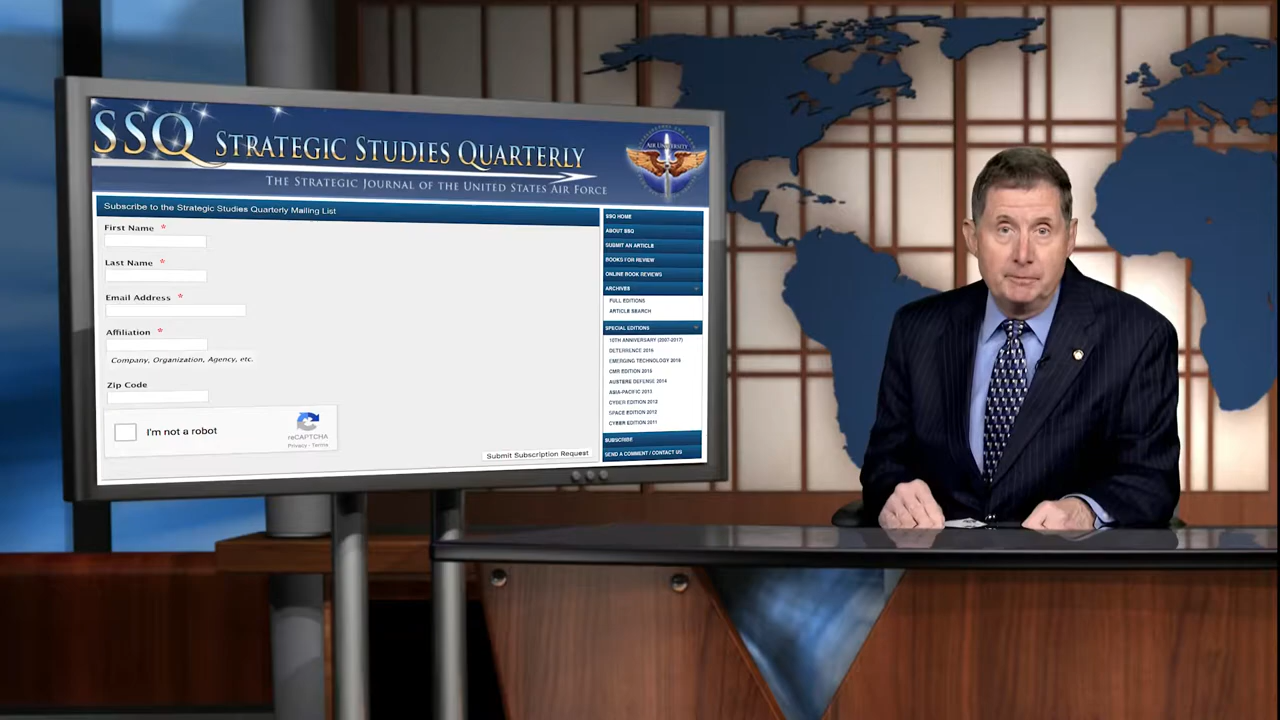 SSQ STRATEGIC STUDIES QUARTERLY
THE STRATEGIC JOURNAL OF THE UNITED STATES AIR FORCE
AIR UNIVERSITY
Subscribe to the Strategic Studies Quarterly Mailing List
First Name *
Last Name *
Email Address *
Affiliation *
Company, Organization, Agency, etc.
Zip Code
I'm not a robot
reCAPTCHA
Privacy - Terms
Submit Subscription Request
SSQ HOME
ABOUT SSQ
SUBMIT AN ARTICLE
BOOKS FOR REVIEW
ONLINE BOOK REVIEWS
ARCHIVES
FULL EDITIONS
ARTICLE SEARCH
SPECIAL EDITIONS
10TH ANNIVERSARY (2007-2017)
DETERRENCE 2016
EMERGING TECHNOLOGY 2016
CMR EDITION 2015
AUSTERE DEFENSE 2014
ASIA-PACIFIC 2013
CYBER EDITION 2012
SPACE EDITION 2012
CYBER EDITION 2011
SUBSCRIBE
SEND A COMMENT / CONTACT US